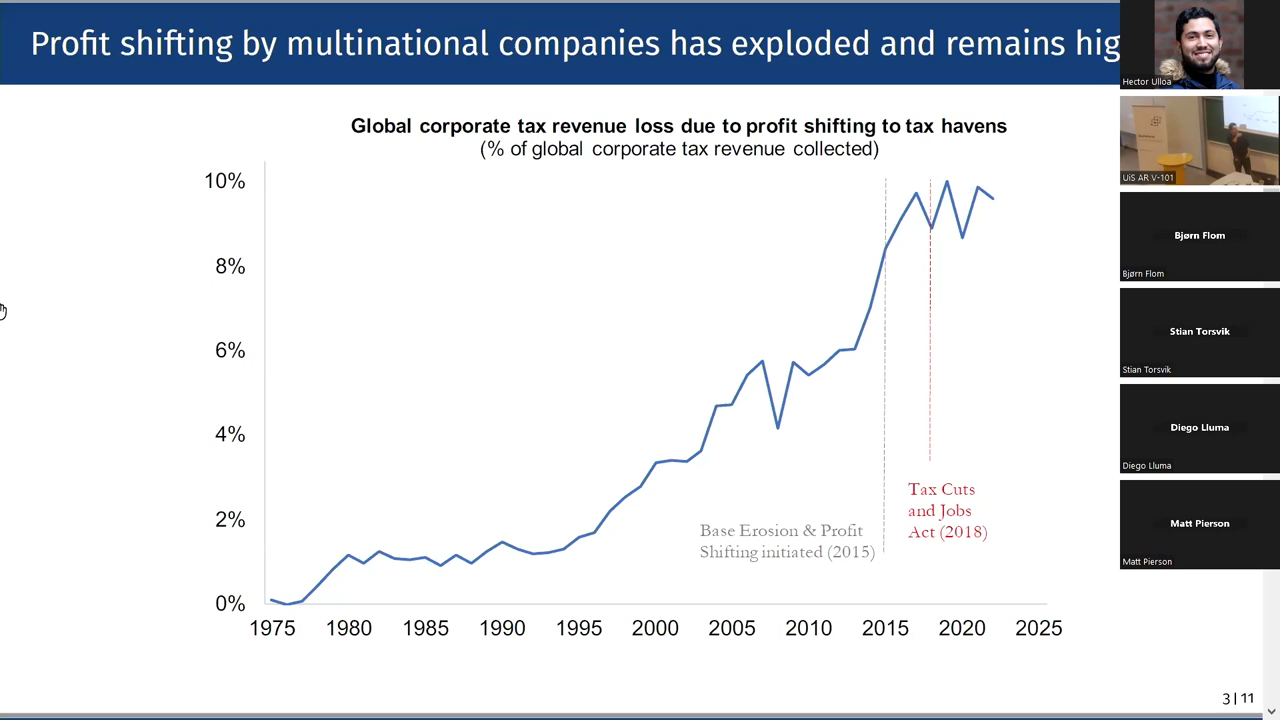 Profit shifting by multinational companies has exploded and remains hig
Global corporate tax revenue loss due to profit shifting to tax havens
(% of global corporate tax revenue collected)
10%
8%
6%
4%
2%
0%
1975 1980 1985 1990 1995 2000 2005 2010 2015 2020 2025
Base Erosion & Profit
Shifting initiated (2015)
Tax Cuts
and Jobs
Act (2018)
3 | 11
Hector Ulloa
UiS AR V-101
Bjørn Flom
Bjørn Flom
Stian Torsvik
Stian Torsvik
Diego Lluma
Diego Lluma
Matt Pierson
Matt Pierson